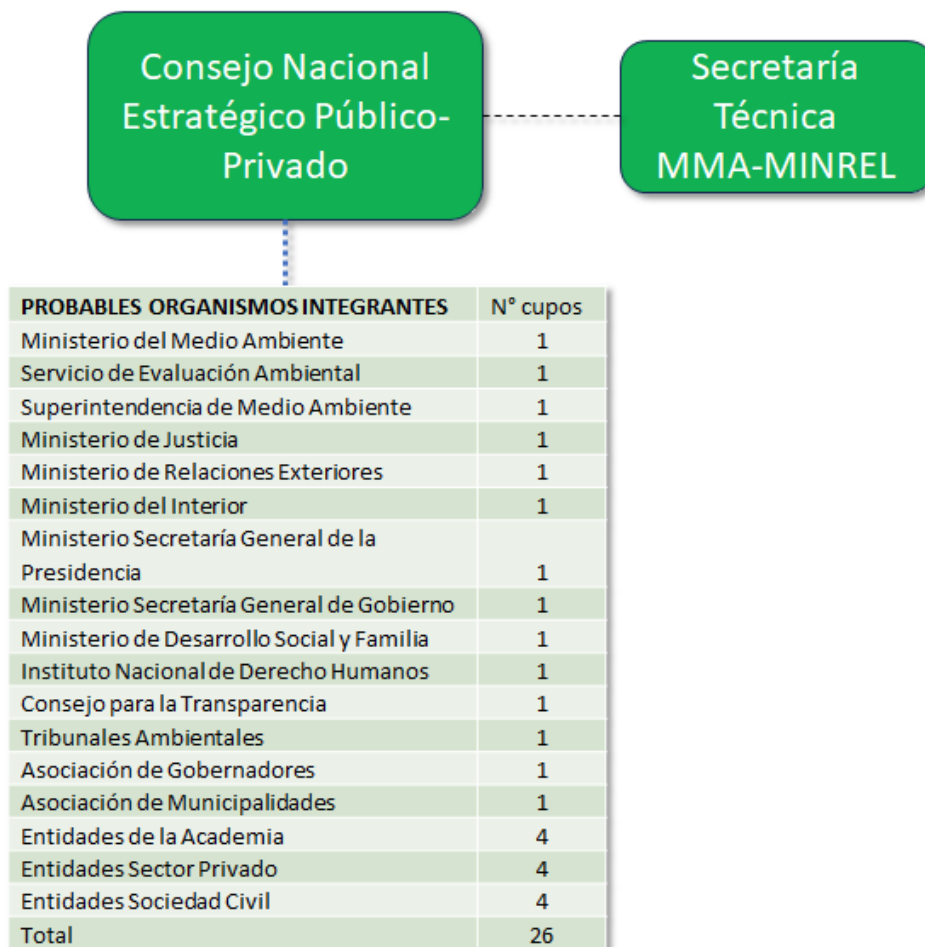 Consejo Nacional
Estratégico Público-
Privado
Secretaría
Técnica
MMA-MINREL
PROBABLES ORGANISMOS INTEGRANTES N° cupos
Ministerio del Medio Ambiente 1
Servicio de Evaluación Ambiental 1
Superintendencia de Medio Ambiente 1
Ministerio de Justicia 1
Ministerio de Relaciones Exteriores 1
Ministerio del Interior 1
Ministerio Secretaría General de la
Presidencia 1
Ministerio Secretaría General de Gobierno 1
Ministerio de Desarrollo Social y Familia 1
Instituto Nacional de Derecho Humanos 1
Consejo para la Transparencia 1
Tribunales Ambientales 1
Asociación de Gobernadores 1
Asociación de Municipalidades 1
Entidades de la Academia 4
Entidades Sector Privado 4
Entidades Sociedad Civil 4
Total 26